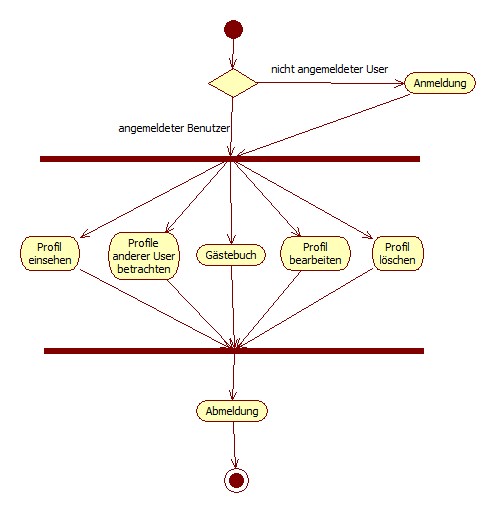 nicht angemeldeter User
Anmeldung
angemeldeter Benutzer
Profil
einsehen
Profile
anderer User
betrachten
Gästebuch
Profil
bearbeiten
Profil
löschen
Abmeldung